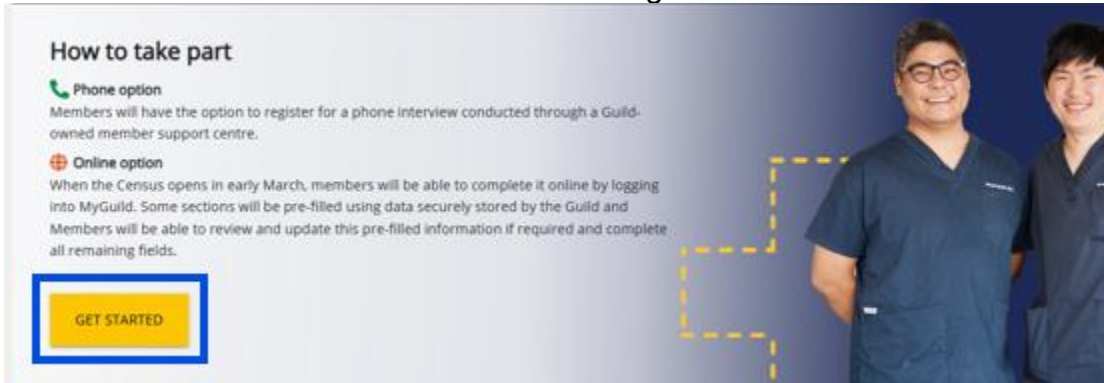 How to take part
Phone option
Members will have the option to register for a phone interview conducted through a Guild-
owned member support centre.
Online option
When the Census opens in early March, members will be able to complete it online by logging
into MyGuild. Some sections will be pre-filled using data securely stored by the Guild and
Members will be able to review and update this pre-filled information if required and complete
all remaining fields.
GET STARTED